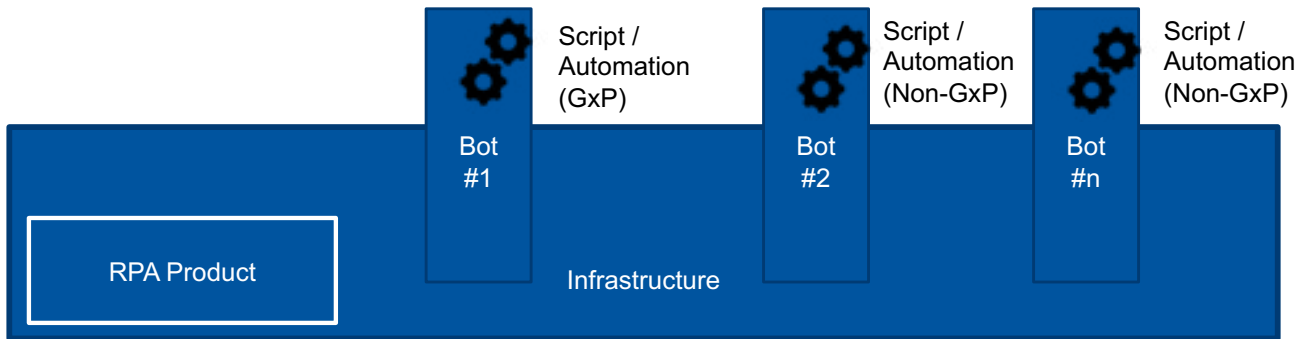 Script /
Automation
(GxP)
Script /
Automation
(Non-GxP)
Script /
Automation
(Non-GxP)
Bot
#1
Bot
#2
Bot
#n
RPA Product
Infrastructure